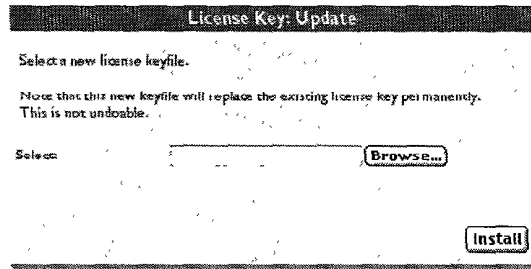 License Key: Update
Select a new license keyfile.
Note that this new keyfile will replace the existing license key permanently.
This is not undoable.
Select:
Browse...
Install